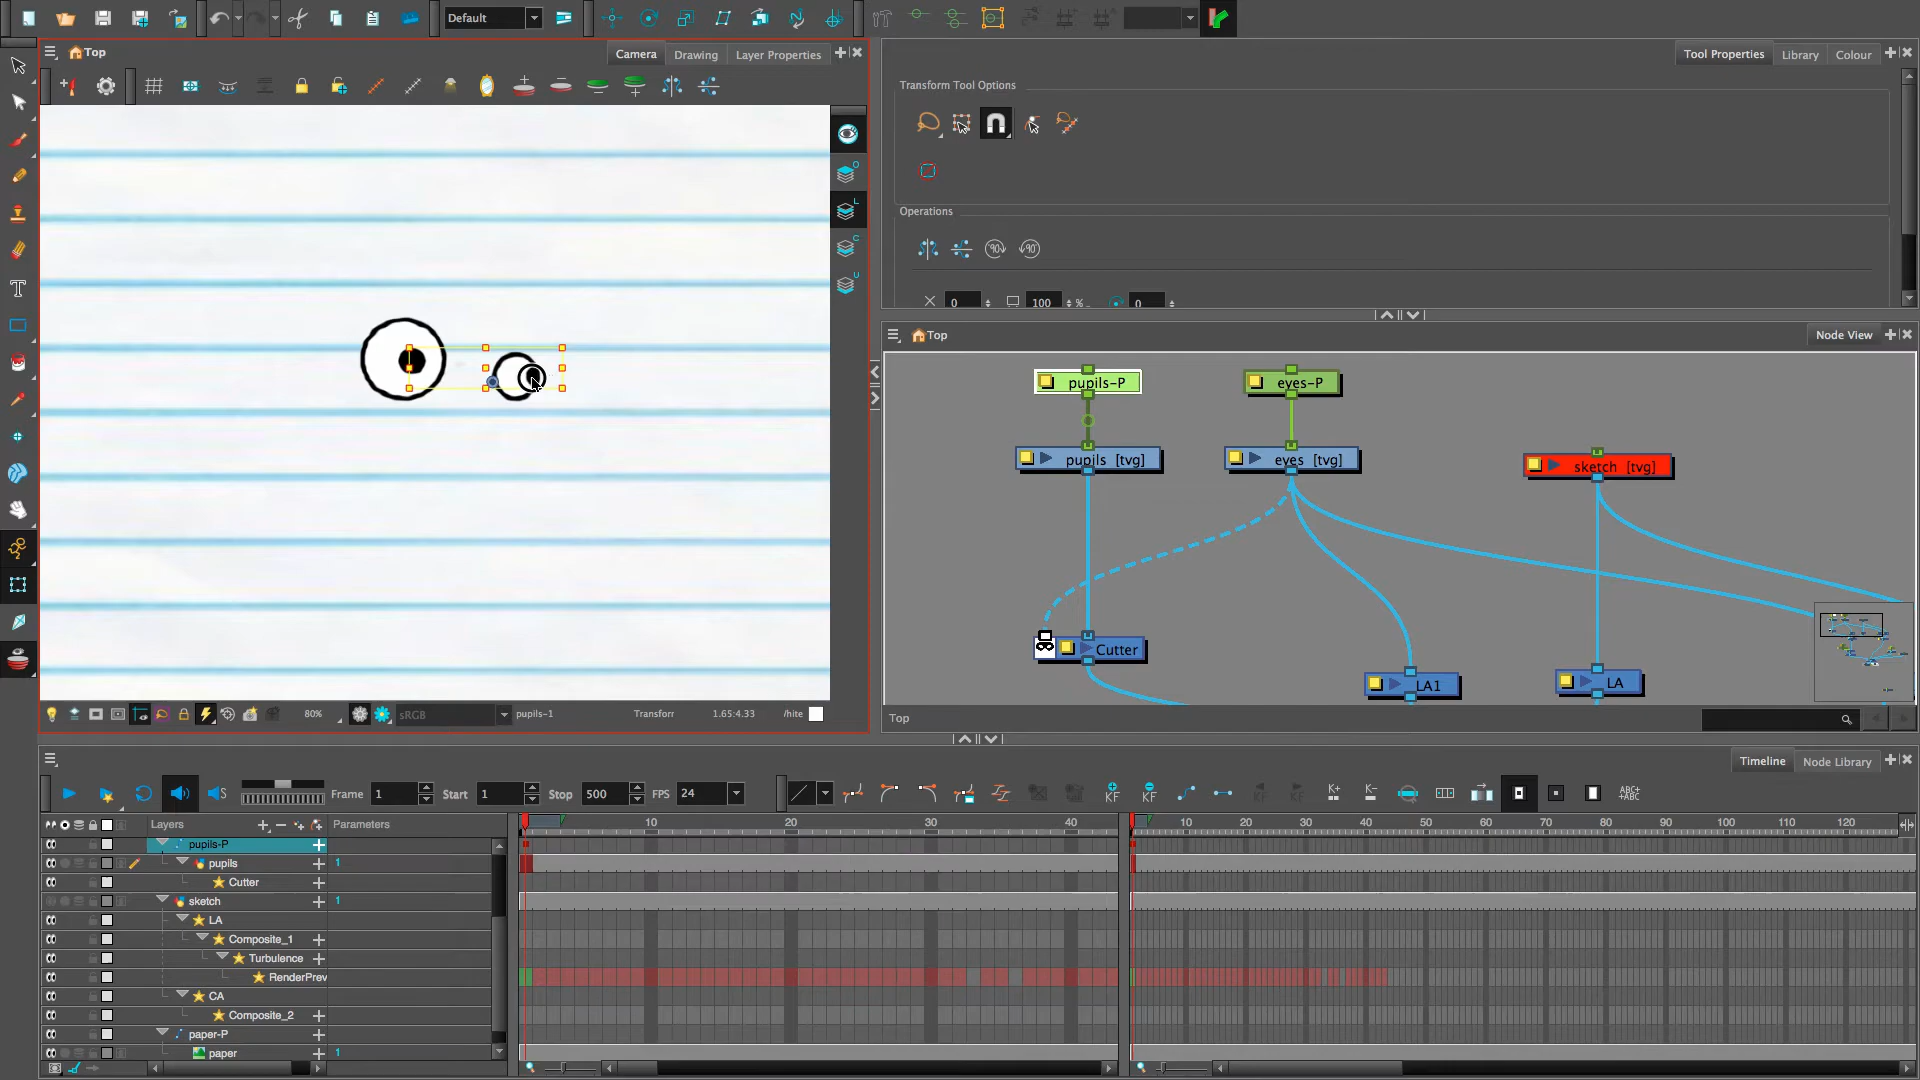 Default
Top
Camera
Drawing
Layer Properties
Tool Properties
Library
Colour
Transform Tool Options
Operations
0
100
%
0
O
L
C
U
Top
Node View
pupils-P
eyes-P
pupils [tvg]
eyes [tvg]
sketch [tvg]
Cutter
LA1
LA
Top
80%
sRGB
pupils-1
Transforr
1.65:4.33
/hite
Timeline
Node Library
Frame 1 Start 1 Stop 500 FPS 24
Layers
Parameters
10 20 30 40
10 20 30 40 50 60 70 80 90 100 110 120
pupils-P
pupils 1
Cutter
sketch 1
LA
Composite_1
Turbulence
RenderPrev
CA
Composite_2
paper-P
paper 1